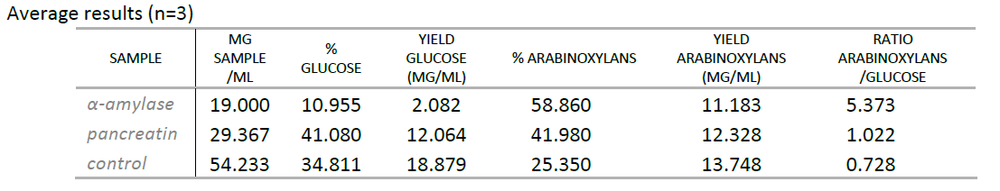 Average results (n=3)
SAMPLE MG SAMPLE /ML % GLUCOSE YIELD GLUCOSE (MG/ML) % ARABINOXYLANS YIELD ARABINOXYLANS (MG/ML) RATIO ARABINOXYLANS /GLUCOSE
α-amylase 19.000 10.955 2.082 58.860 11.183 5.373
pancreatin 29.367 41.080 12.064 41.980 12.328 1.022
control 54.233 34.811 18.879 25.350 13.748 0.728